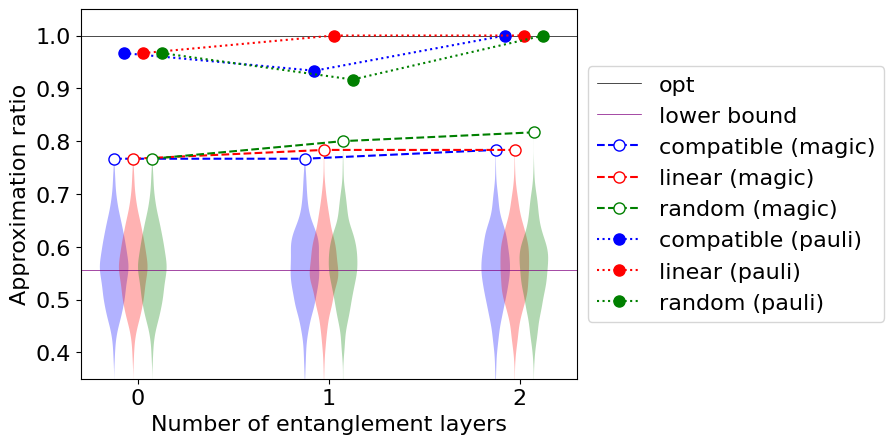 1.0
0.9
0.8
0.7
0.6
0.5
0.4
Approximation ratio
0 1 2
Number of entanglement layers
opt
lower bound
compatible (magic)
linear (magic)
random (magic)
compatible (pauli)
linear (pauli)
random (pauli)